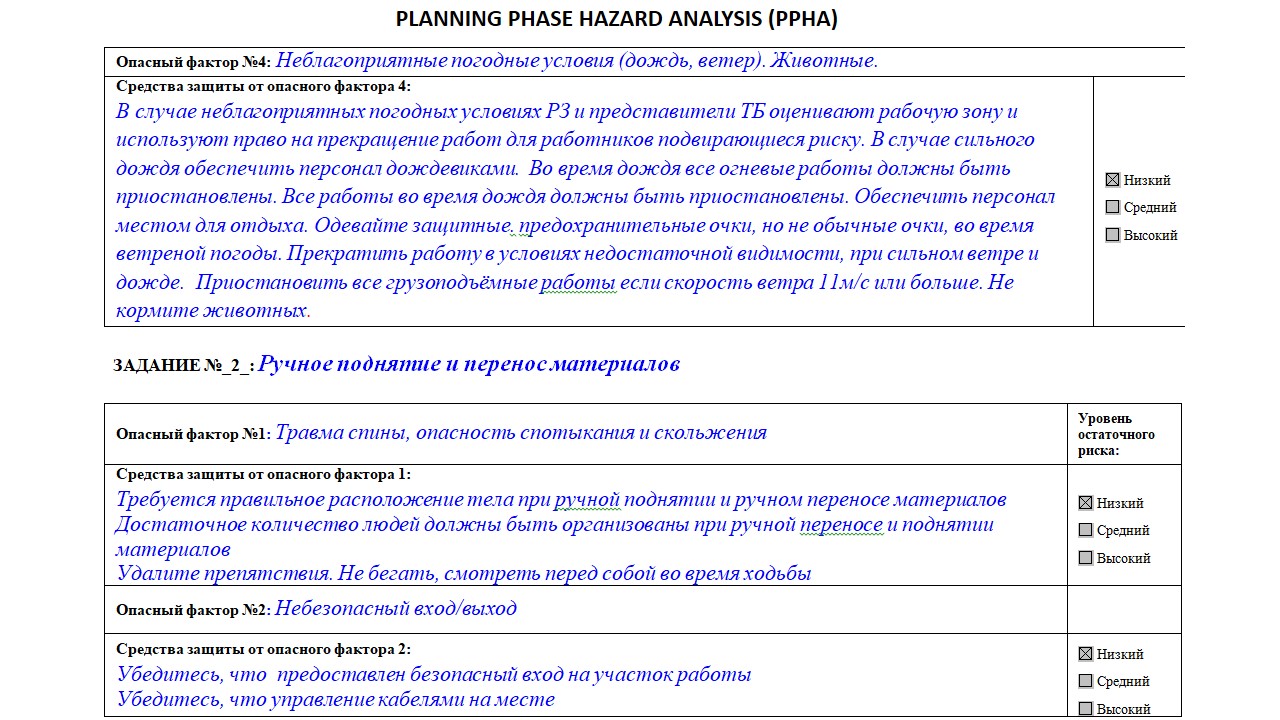 PLANNING PHASE HAZARD ANALYSIS (PPHA)
Опасный фактор №4: Неблагоприятные погодные условия (дождь, ветер). Животные.
Средства защиты от опасного фактора 4:
В случае неблагоприятных погодных условиях РЗ и представители ТБ оценивают рабочую зону и
используют право на прекращение работ для работников подвирающиеся риску. В случае сильного
дождя обеспечить персонал дождевиками. Во время дождя все огневые работы должны быть
приостановлены. Все работы во время дождя должны быть приостановлены. Обеспечить персонал
местом для отдыха. Одевайте защитные. предохранительные очки, но не обычные очки, во время
ветреной погоды. Прекратить работу в условиях недостаточной видимости, при сильном ветре и
дожде. Приостановить все грузоподъёмные работы если скорость ветра 11м/с или больше. Не
кормите животных.
Низкий
Средний
Высокий
ЗАДАНИЕ №_2_: Ручное поднятие и перенос материалов
Опасный фактор №1: Травма спины, опасность спотыкания и скольжения
Уровень
остаточного
риска:
Средства защиты от опасного фактора 1:
Требуется правильное расположение тела при ручной поднятии и ручном переносе материалов
Достаточное количество людей должны быть организованы при ручной переносе и поднятии
материалов
Удалите препятствия. Не бегать, смотреть перед собой во время ходьбы
Низкий
Средний
Высокий
Опасный фактор №2: Небезопасный вход/выход
Средства защиты от опасного фактора 2:
Убедитесь, что предоставлен безопасный вход на участок работы
Убедитесь, что управление кабелями на месте
Низкий
Средний
Высокий